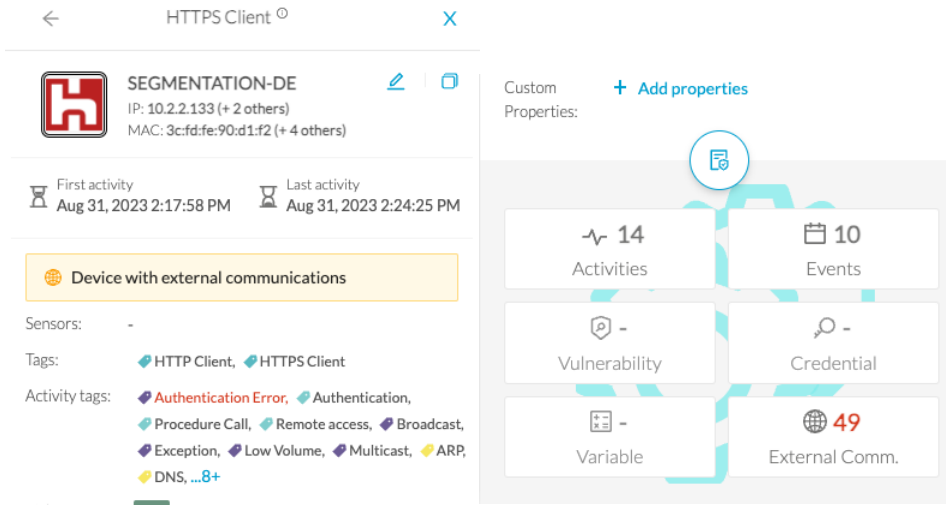 HTTPS Client
X
SEGMENTATION-DE
IP: 10.2.2.133 (+ 2 others)
MAC: 3c:fd:fe:90:d1:f2 (+ 4 others)
First activity
Aug 31, 2023 2:17:58 PM
Last activity
Aug 31, 2023 2:24:25 PM
Device with external communications
Sensors: -
Tags: HTTP Client, HTTPS Client
Activity tags: Authentication Error, Authentication,
Procedure Call, Remote access, Broadcast,
Exception, Low Volume, Multicast, ARP,
DNS, ...8+
Custom
Properties:
+ Add properties
14
Activities
10
Events
-
Vulnerability
-
Credential
-
Variable
49
External Comm.